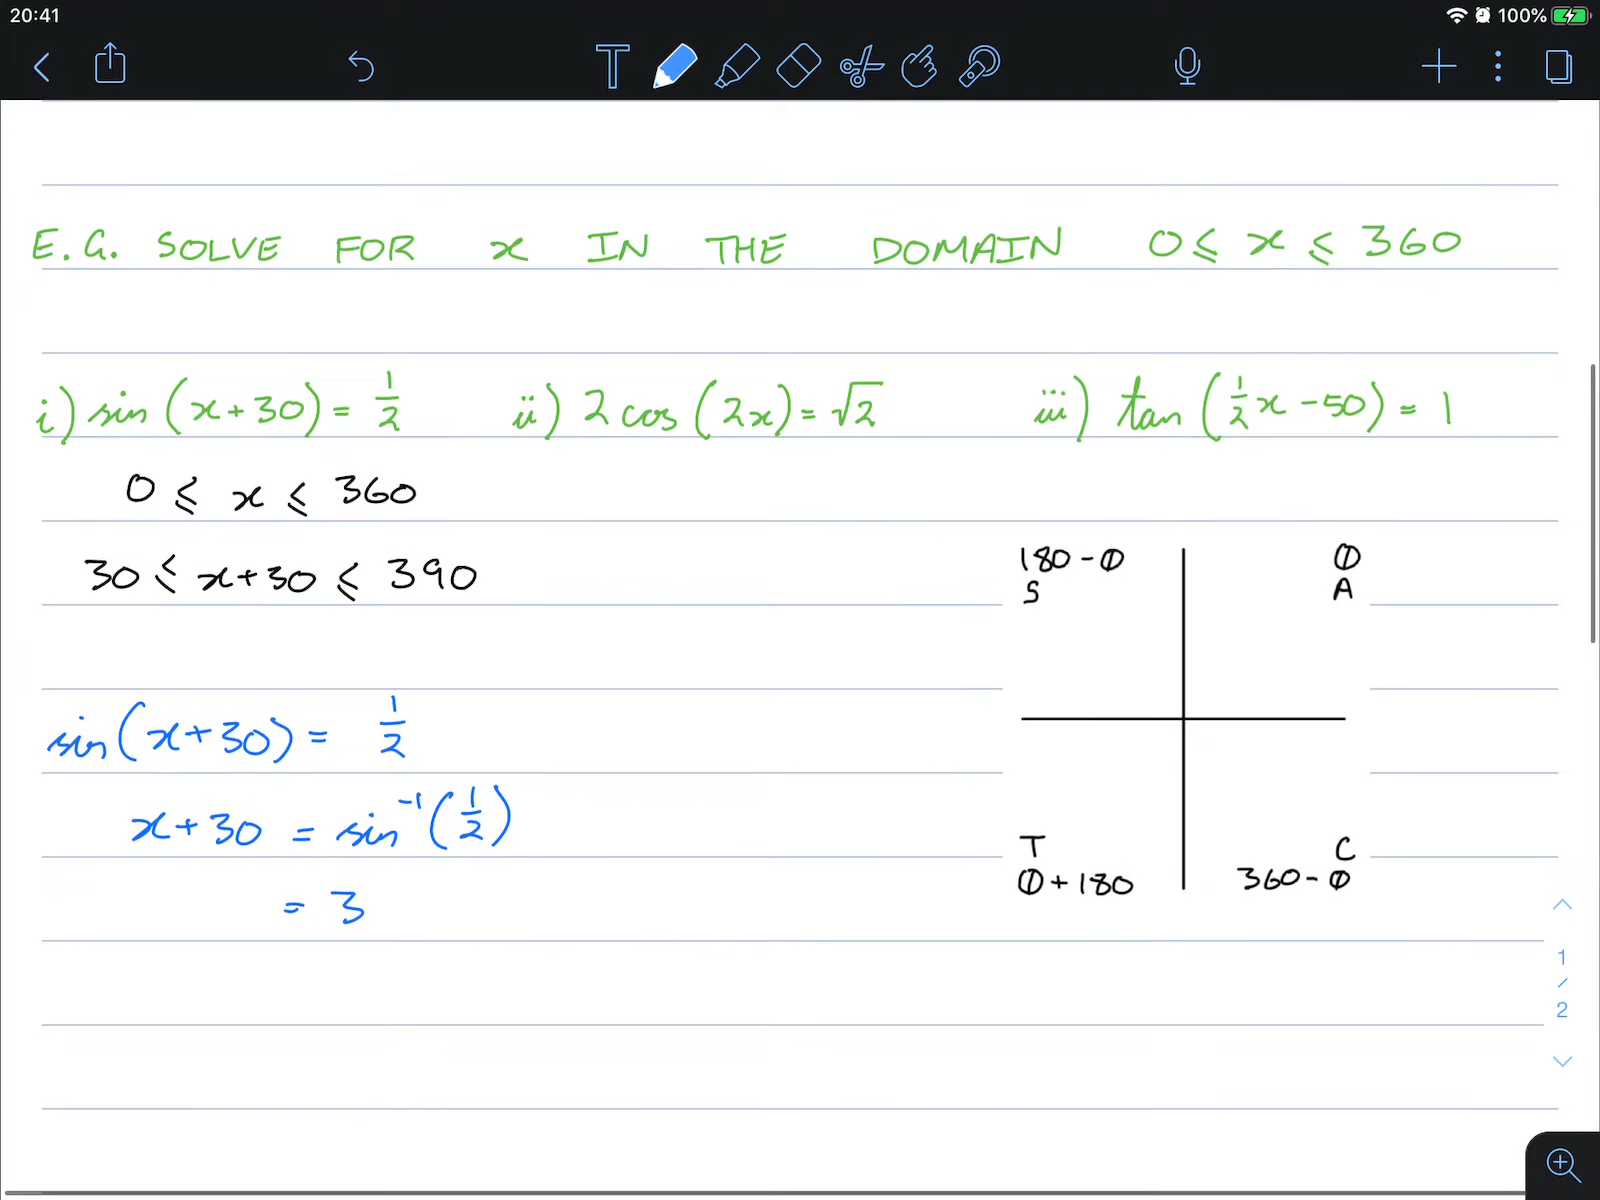 20:41 100%
T
E.G. SOLVE FOR x IN THE DOMAIN 0 ⩽ x ⩽ 360
i) sin (x+30) = 1/2 ii) 2 cos (2x) = √2 iii) tan (1/2 x - 50) = 1
0 ⩽ x ⩽ 360
30 ⩽ x+30 ⩽ 390
180 - Ⓛ Ⓛ
S A
sin (x+30) = 1/2
x+30 = sin⁻¹ (1/2)
= 3
T C
Ⓛ + 180 360 - Ⓛ
1
/
2